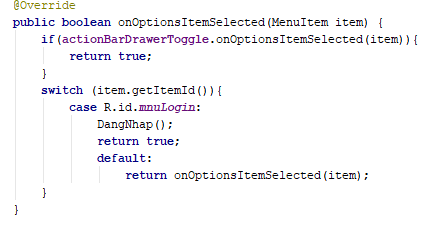 @Override
public boolean onOptionsItemSelected(MenuItem item) {
    if(actionBarDrawerToggle.onOptionsItemSelected(item)){
        return true;
    }
    switch (item.getItemId()){
        case R.id.mnuLogin:
            DangNhap();
            return true;
            default:
                return onOptionsItemSelected(item);
    }
}